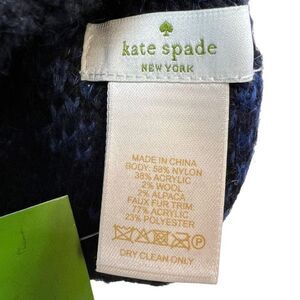 kate spade
NEW YORK
MADE IN CHINA
BODY: 58% NYLON
38% ACRYLIC
2% WOOL
2% ALPACA
FAUX FUR TRIM:
77% ACRYLIC
23% POLYESTER
P
DRY CLEAN ONLY